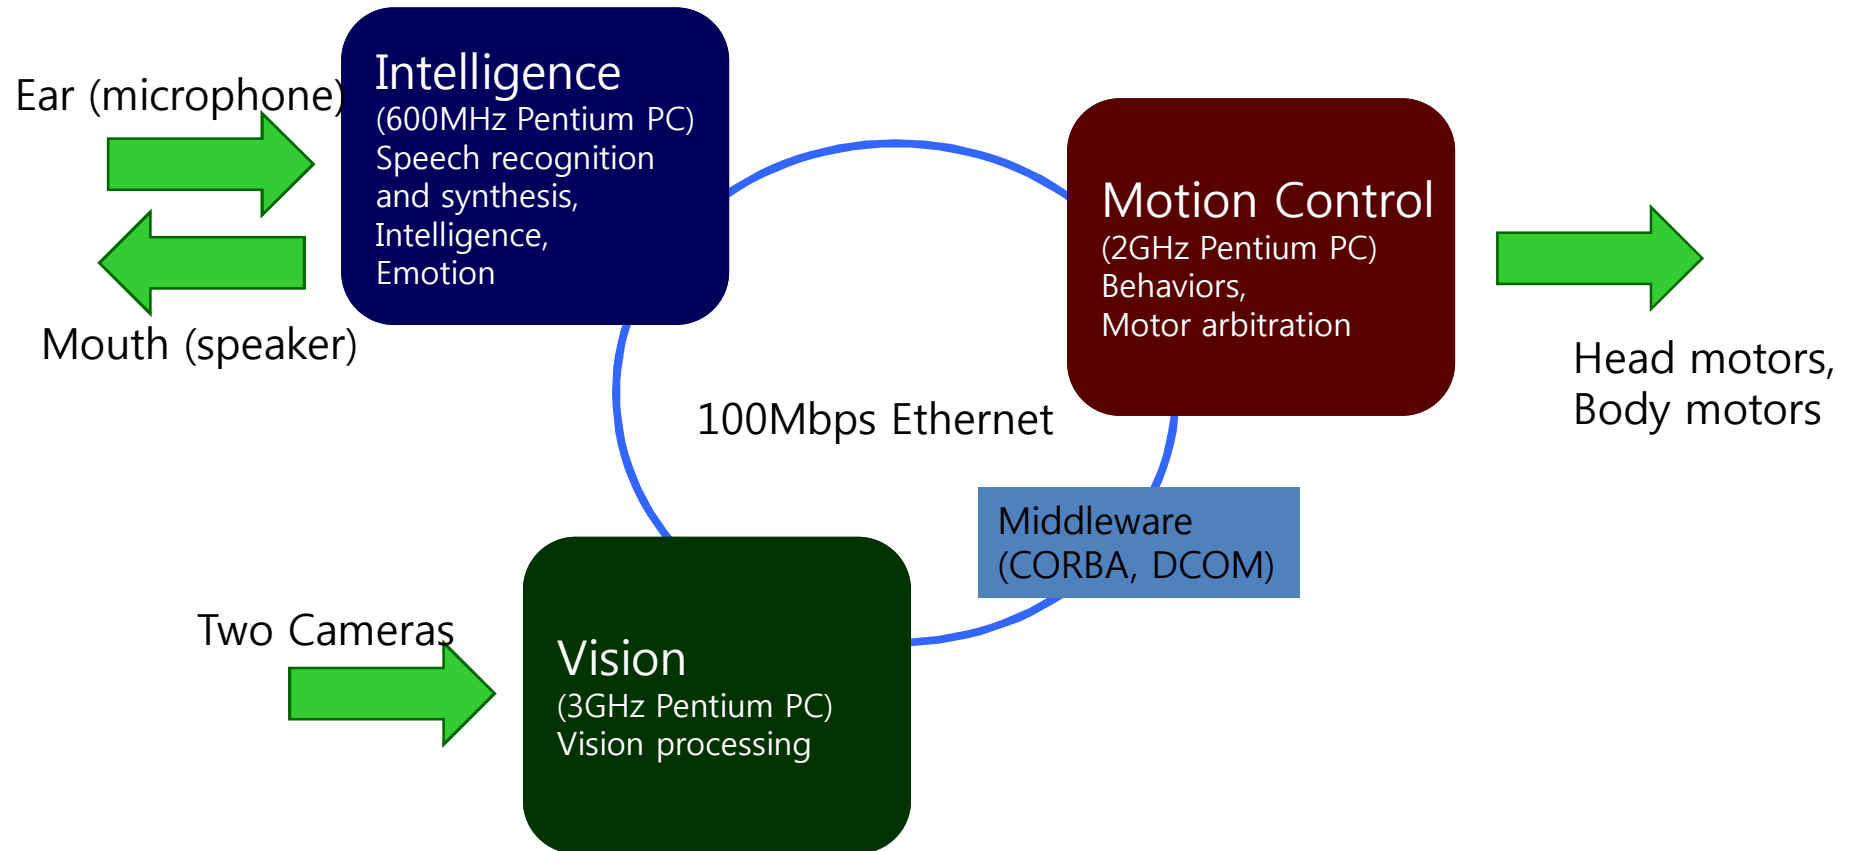 Ear (microphone)
Mouth (speaker)
Intelligence
(600MHz Pentium PC)
Speech recognition
and synthesis,
Intelligence,
Emotion
Motion Control
(2GHz Pentium PC)
Behaviors,
Motor arbitration
Head motors,
Body motors
100Mbps Ethernet
Middleware
(CORBA, DCOM)
Two Cameras
Vision
(3GHz Pentium PC)
Vision processing